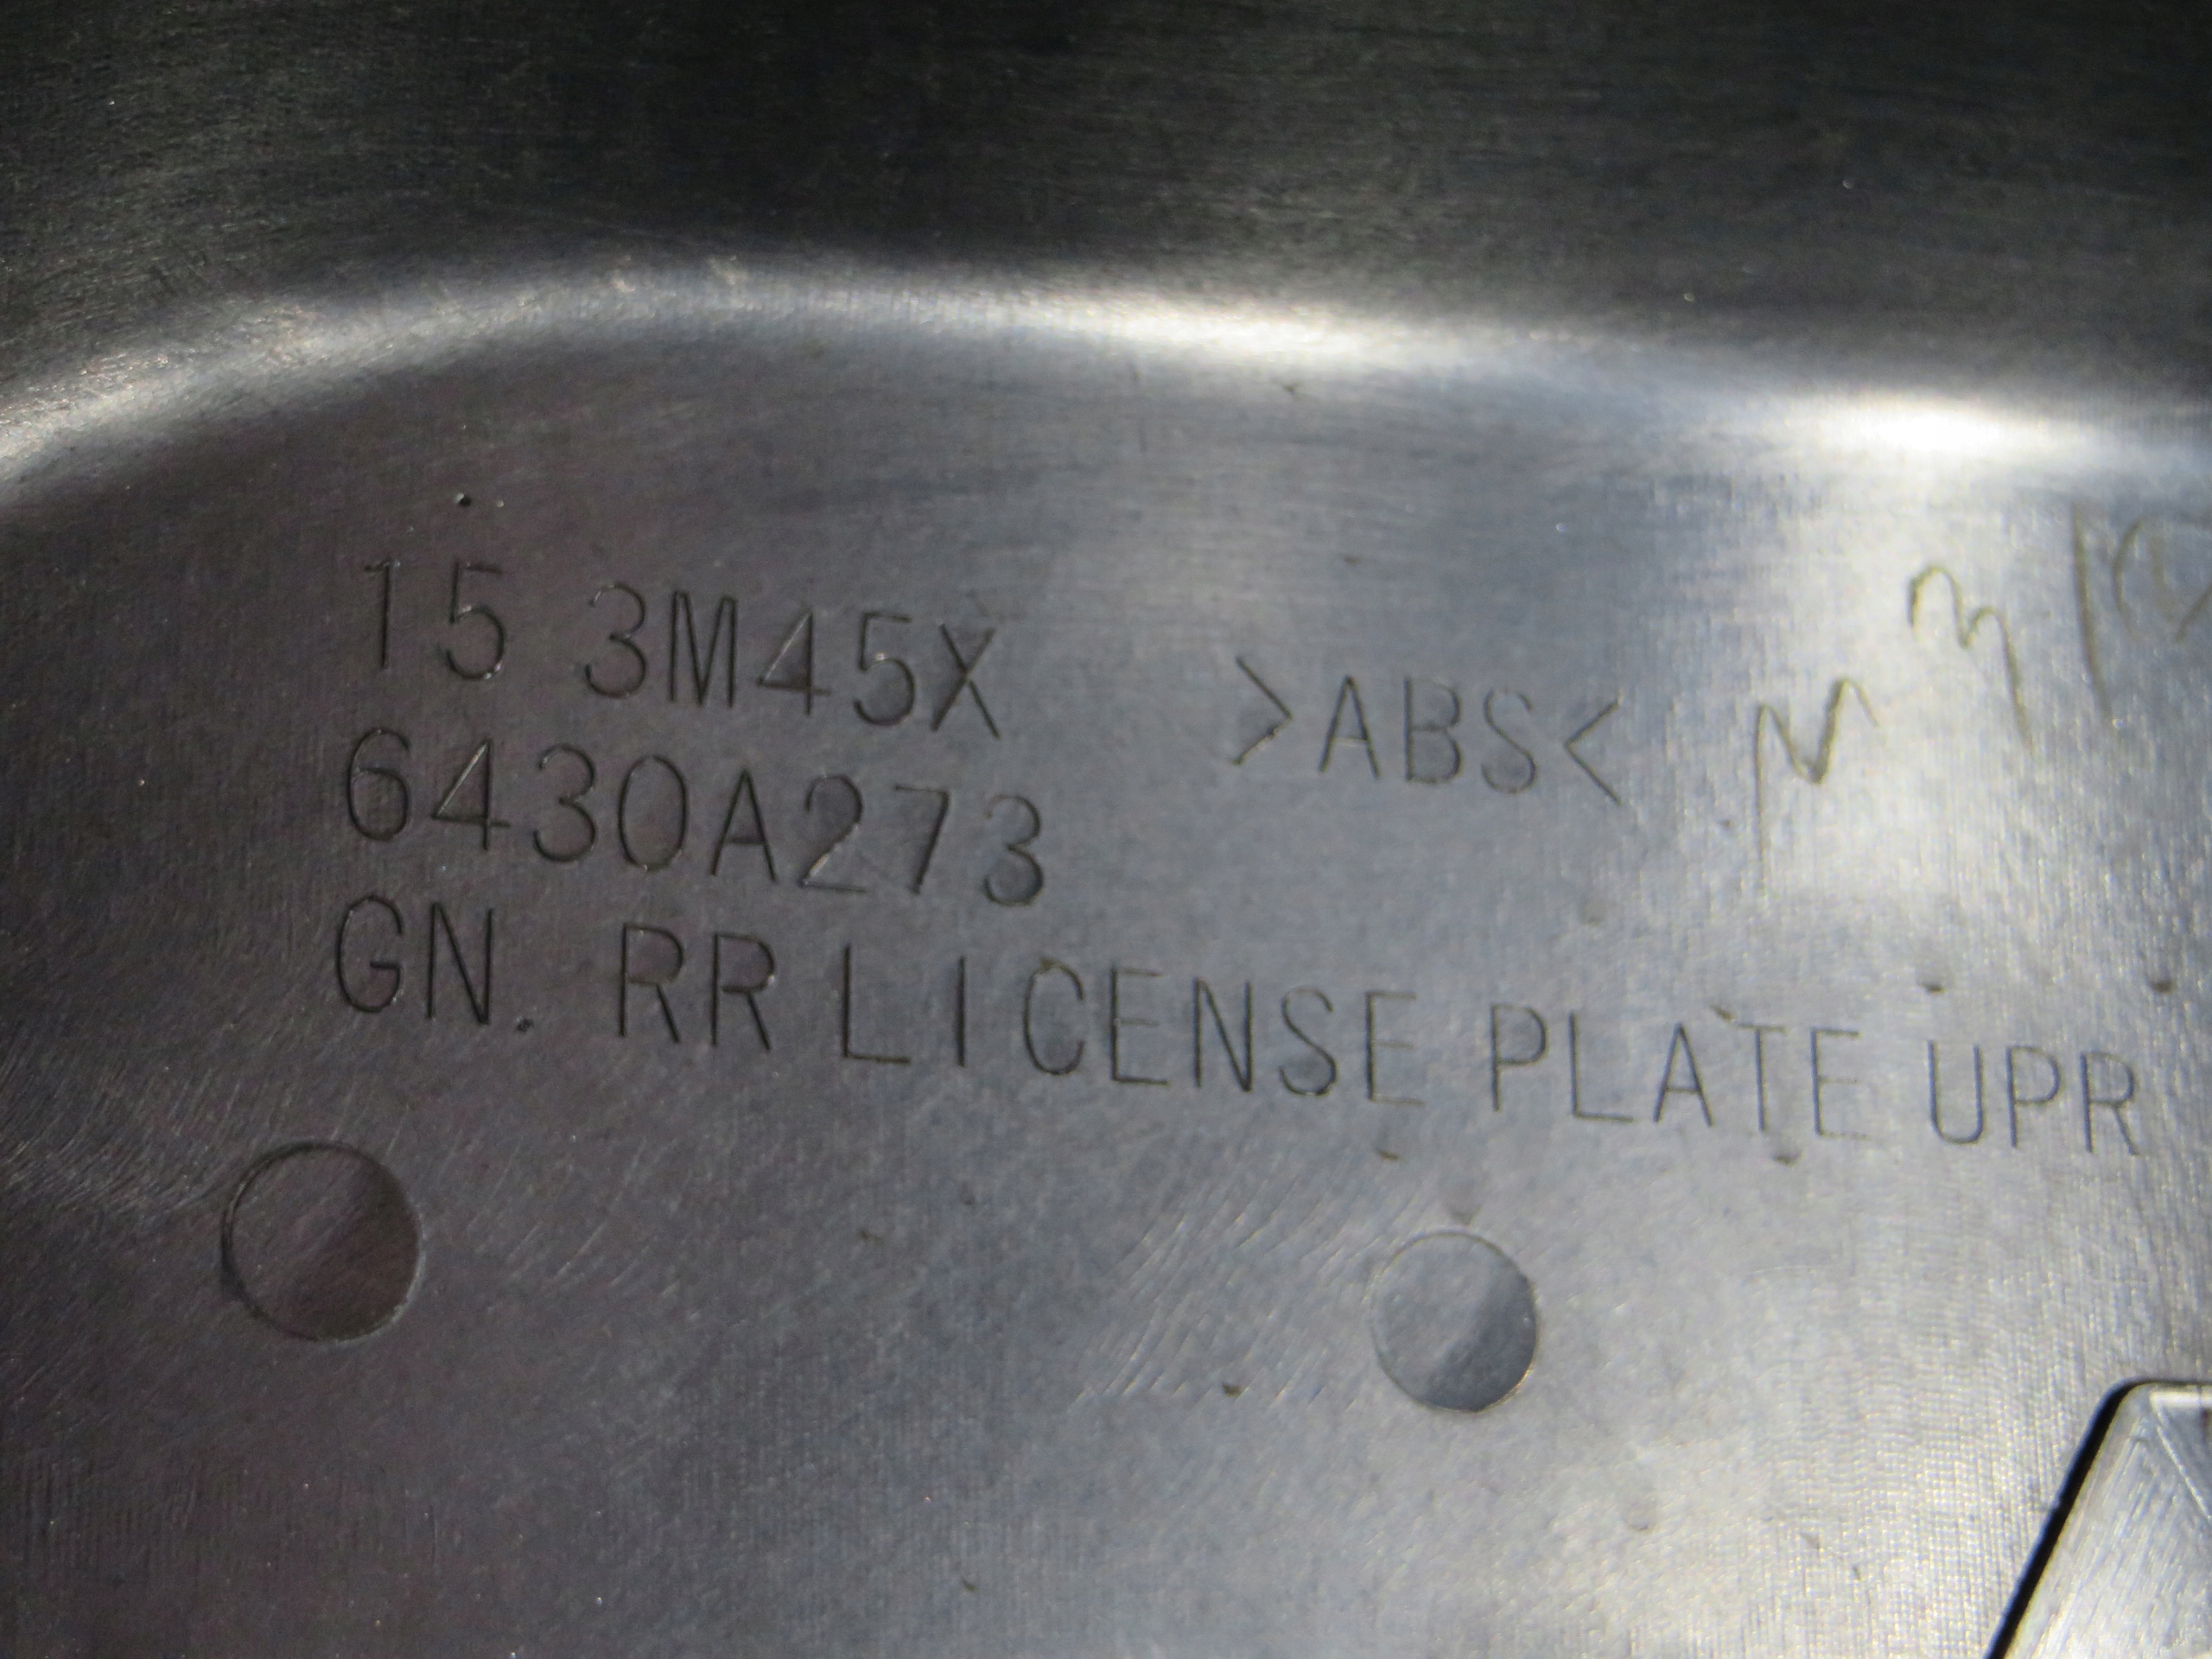 15 3M45X
>ABS<
6430A273
GN. RR LICENSE PLATE UPR